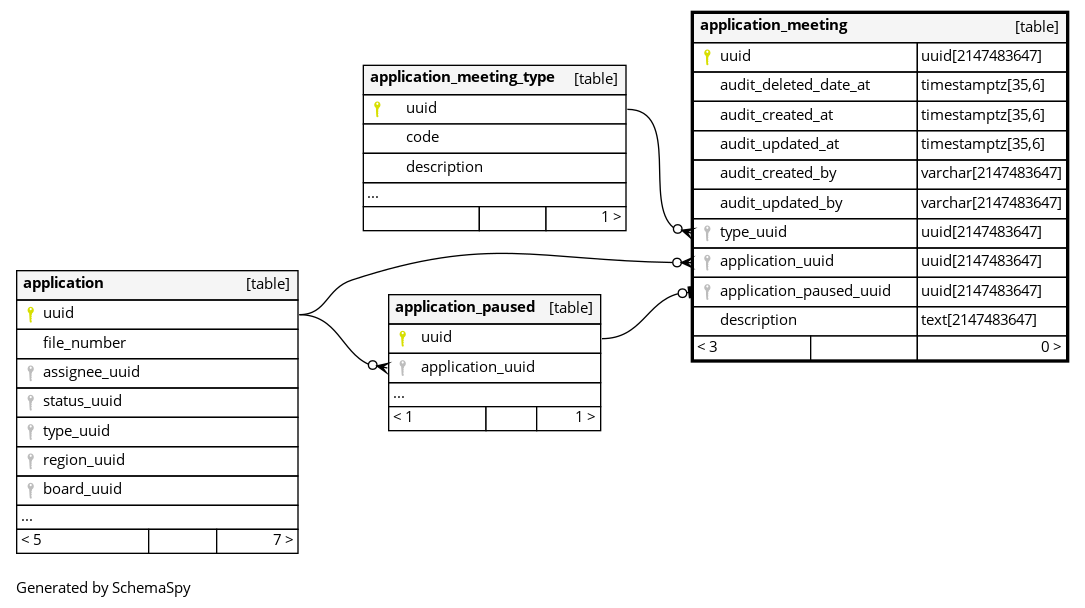 application_meeting [table]
uuid uuid[2147483647]
audit_deleted_date_at timestamptz[35,6]
audit_created_at timestamptz[35,6]
audit_updated_at timestamptz[35,6]
audit_created_by varchar[2147483647]
audit_updated_by varchar[2147483647]
type_uuid uuid[2147483647]
application_uuid uuid[2147483647]
application_paused_uuid uuid[2147483647]
description text[2147483647]
< 3 0 >
application_meeting_type [table]
uuid
code
description
...
1 >
application [table]
uuid
file_number
assignee_uuid
status_uuid
type_uuid
region_uuid
board_uuid
...
< 5 7 >
application_paused [table]
uuid
application_uuid
...
< 1 1 >
Generated by SchemaSpy